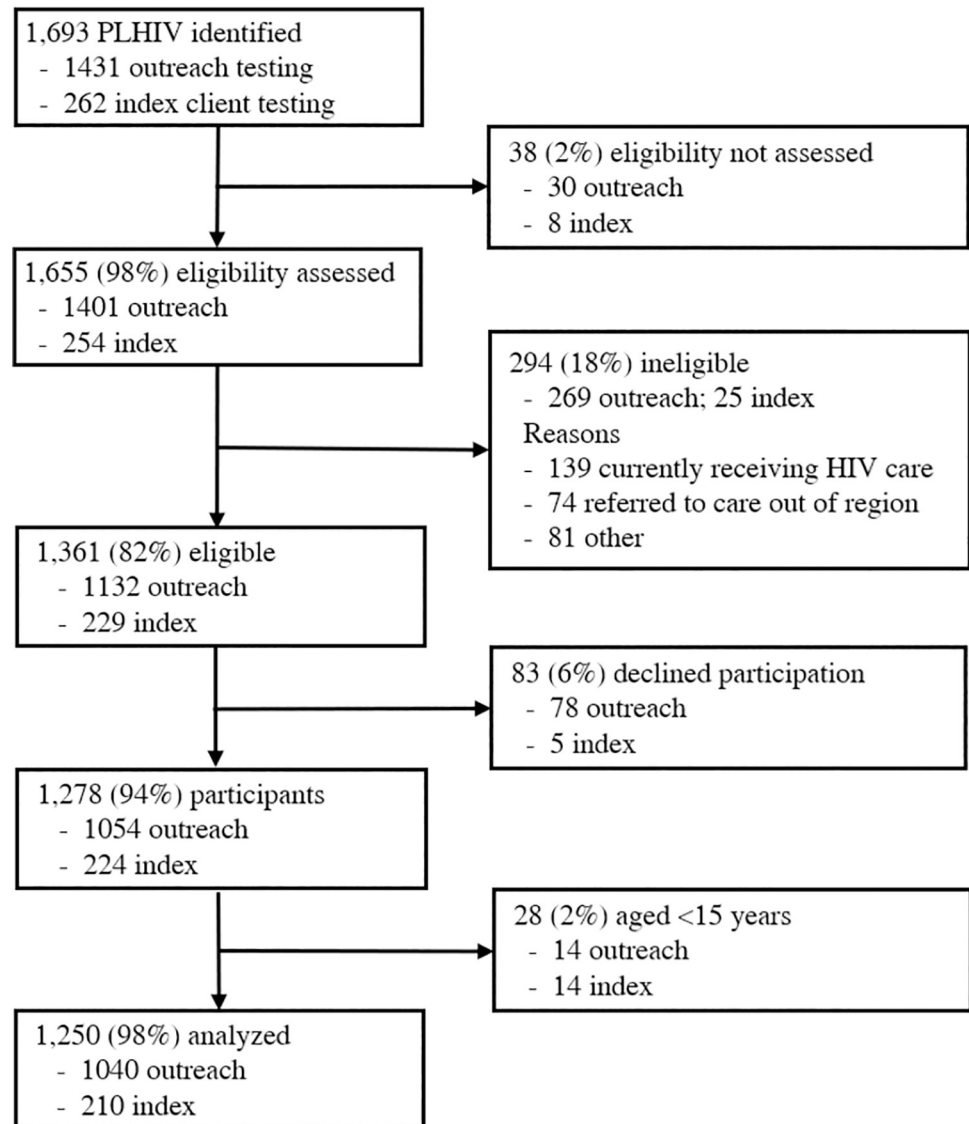 1,693 PLHIV identified
- 1431 outreach testing
- 262 index client testing
38 (2%) eligibility not assessed
- 30 outreach
- 8 index
1,655 (98%) eligibility assessed
- 1401 outreach
- 254 index
294 (18%) ineligible
- 269 outreach; 25 index
Reasons
- 139 currently receiving HIV care
- 74 referred to care out of region
- 81 other
1,361 (82%) eligible
- 1132 outreach
- 229 index
83 (6%) declined participation
- 78 outreach
- 5 index
1,278 (94%) participants
- 1054 outreach
- 224 index
28 (2%) aged <15 years
- 14 outreach
- 14 index
1,250 (98%) analyzed
- 1040 outreach
- 210 index